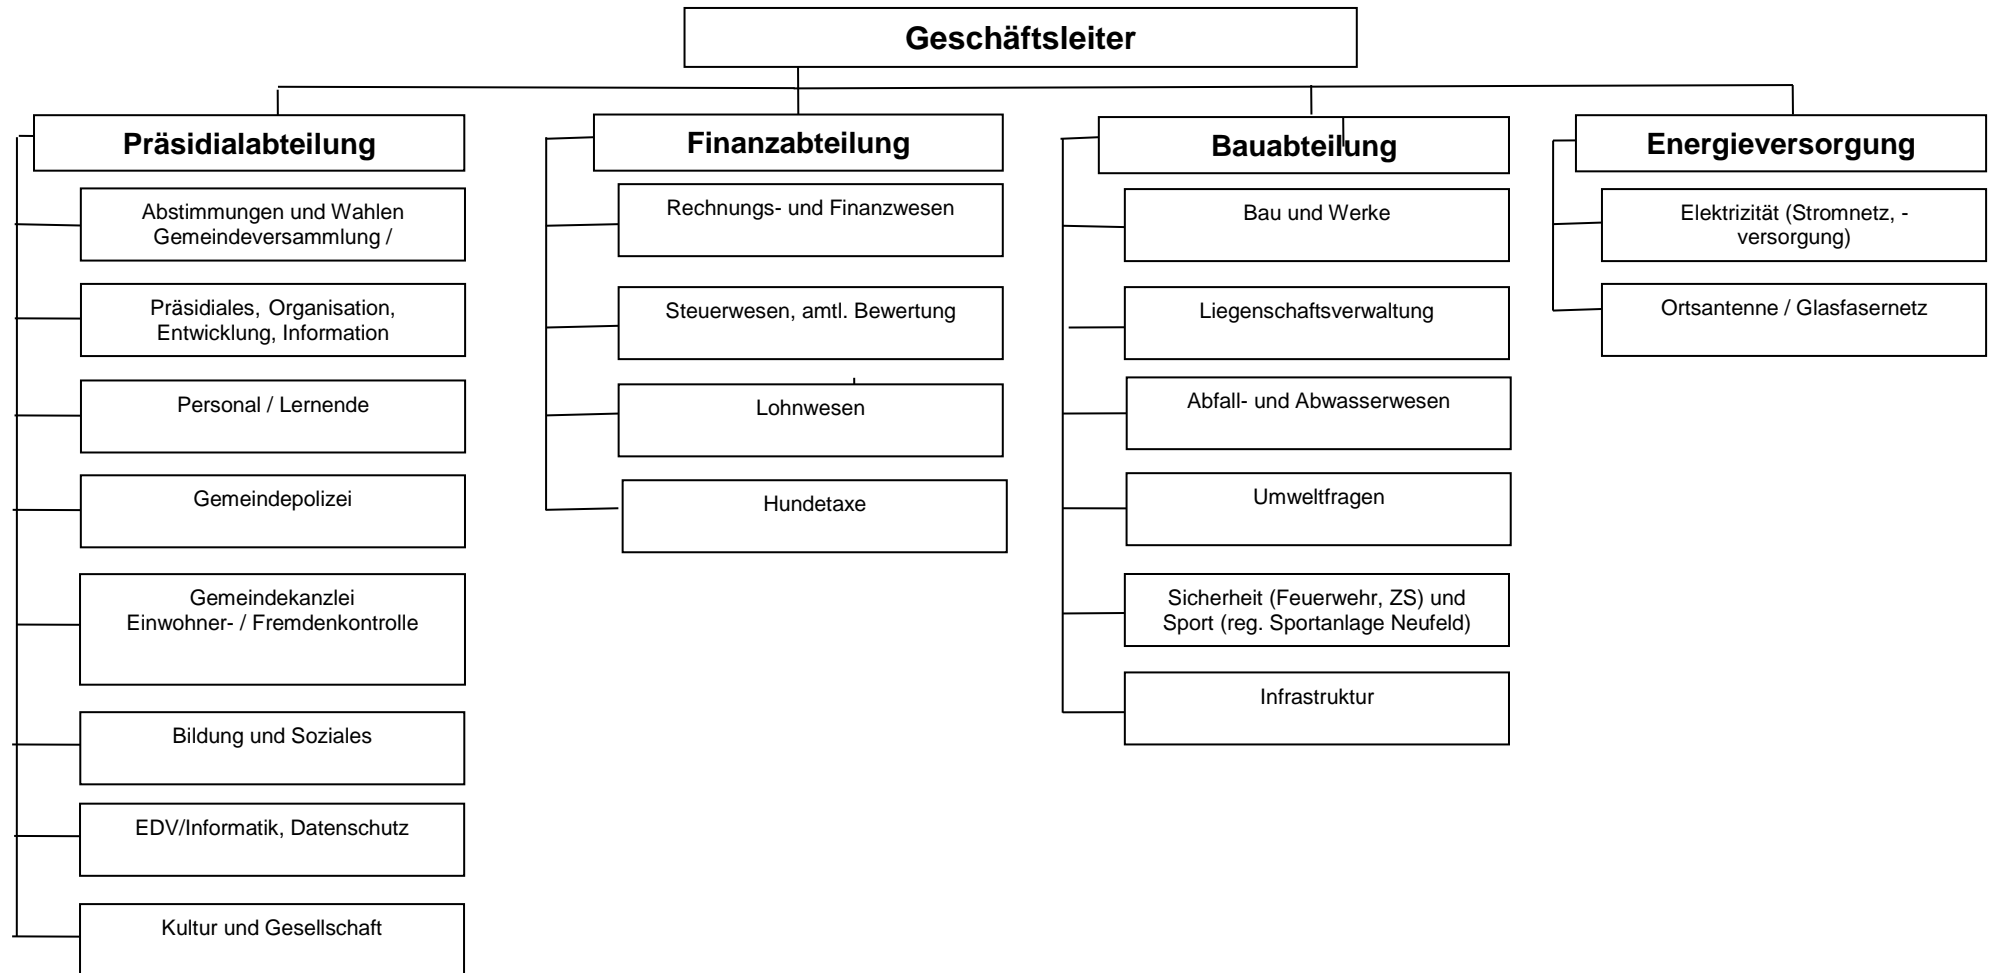 Geschäftsleiter
Präsidialabteilung
Abstimmungen und Wahlen
Gemeindeversammlung /
Präsidiales, Organisation,
Entwicklung, Information
Personal / Lernende
Gemeindepolizei
Gemeindekanzlei
Einwohner- / Fremdenkontrolle
Bildung und Soziales
EDV/Informatik, Datenschutz
Kultur und Gesellschaft
Finanzabteilung
Rechnungs- und Finanzwesen
Steuerwesen, amtl. Bewertung
Lohnwesen
Hundetaxe
Bauabteilung
Bau und Werke
Liegenschaftsverwaltung
Abfall- und Abwasserwesen
Umweltfragen
Sicherheit (Feuerwehr, ZS) und
Sport (reg. Sportanlage Neufeld)
Infrastruktur
Energieversorgung
Elektrizität (Stromnetz, -
versorgung)
Ortsantenne / Glasfasernetz